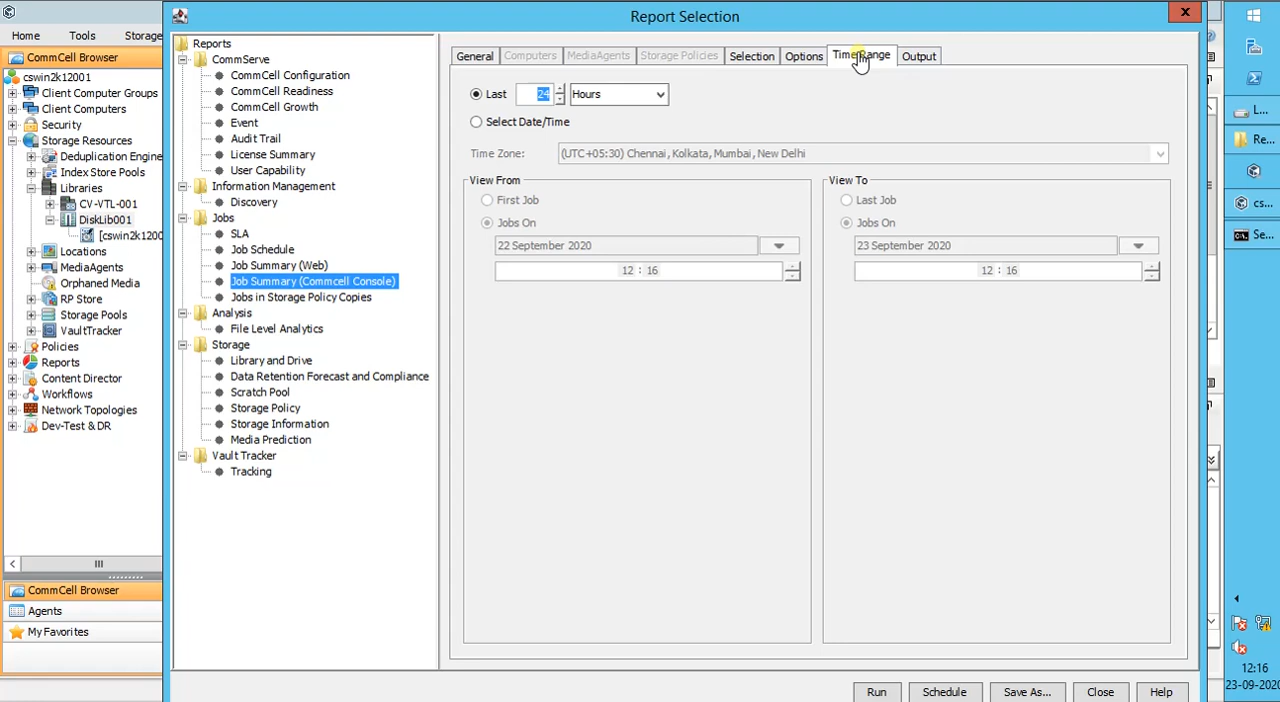 Report Selection
X
Home Tools Storage
CommCell Browser
cswin2k12001
Client Computer Groups
Client Computers
Security
Storage Resources
Deduplication Engine
Index Store Pools
Libraries
CV -VTL-001
DiskLib001
[cswin2k1200
Locations
MediaAgents
Orphaned Media
RP Store
Storage Pools
VaultTracker
Policies
Reports
Content Director
Workflows
Network Topologies
Dev-Test & DR
CommCell Browser
Agents
My Favorites
Reports
CommServe
CommCell Configuration
CommCell Readiness
CommCell Growth
Event
Audit Trail
License Summary
User Capability
Information Management
Discovery
Jobs
SLA
Job Schedule
Job Summary (Web)
Job Summary (Commcell Console)
Jobs in Storage Policy Copies
Analysis
File Level Analytics
Storage
Library and Drive
Data Retention Forecast and Compliance
Scratch Pool
Storage Policy
Storage Information
Media Prediction
Vault Tracker
Tracking
General Computers MediaAgents Storage Policies Selection Options Time Range Output
Last 24 Hours
Select Date/Time
Time Zone: (UTC+05:30) Chennai, Kolkata, Mumbai, New Delhi
View From
First Job
Jobs On
22 September 2020
12 : 16
View To
Last Job
Jobs On
23 September 2020
12 : 16
Run Schedule Save As... Close Help
L...
Re...
cs...
Se...
12:16
23-09-2020